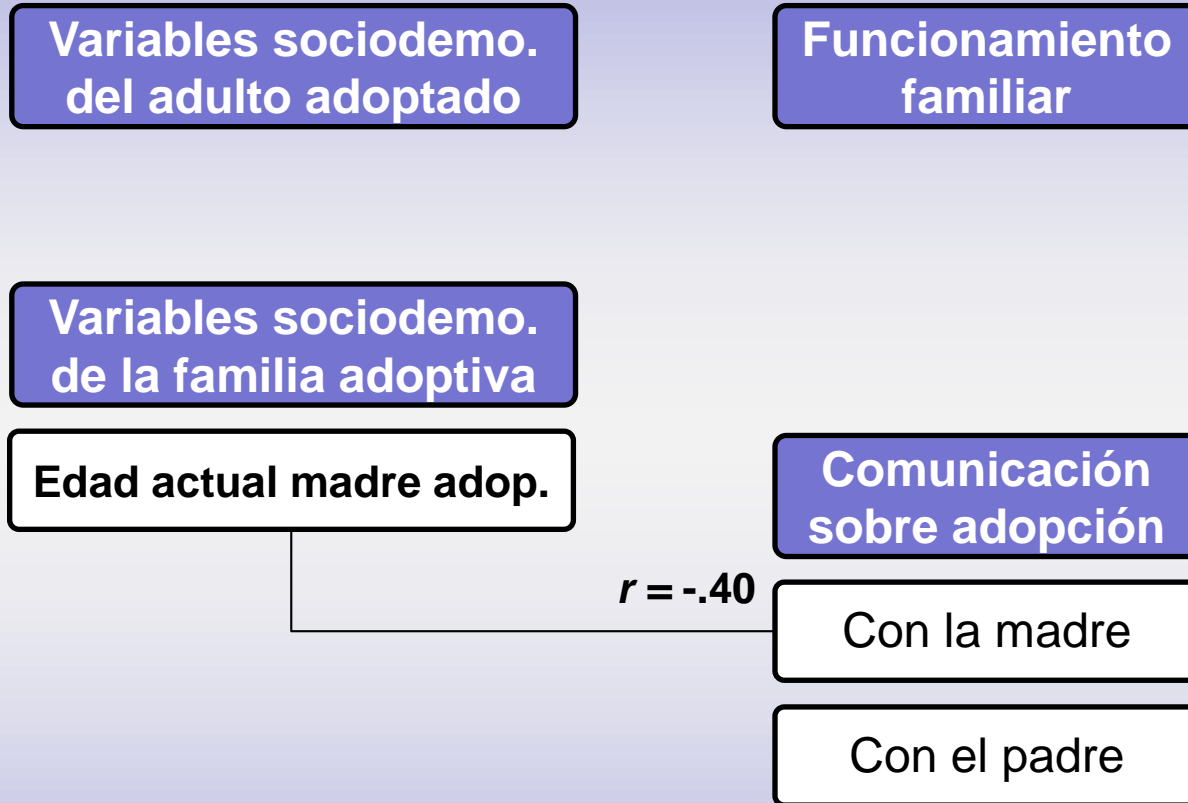 Variables sociodemo.
del adulto adoptado
Funcionamiento
familiar
Variables sociodemo.
de la familia adoptiva
Edad actual madre adop.
Comunicación
sobre adopción
r = -.40
Con la madre
Con el padre